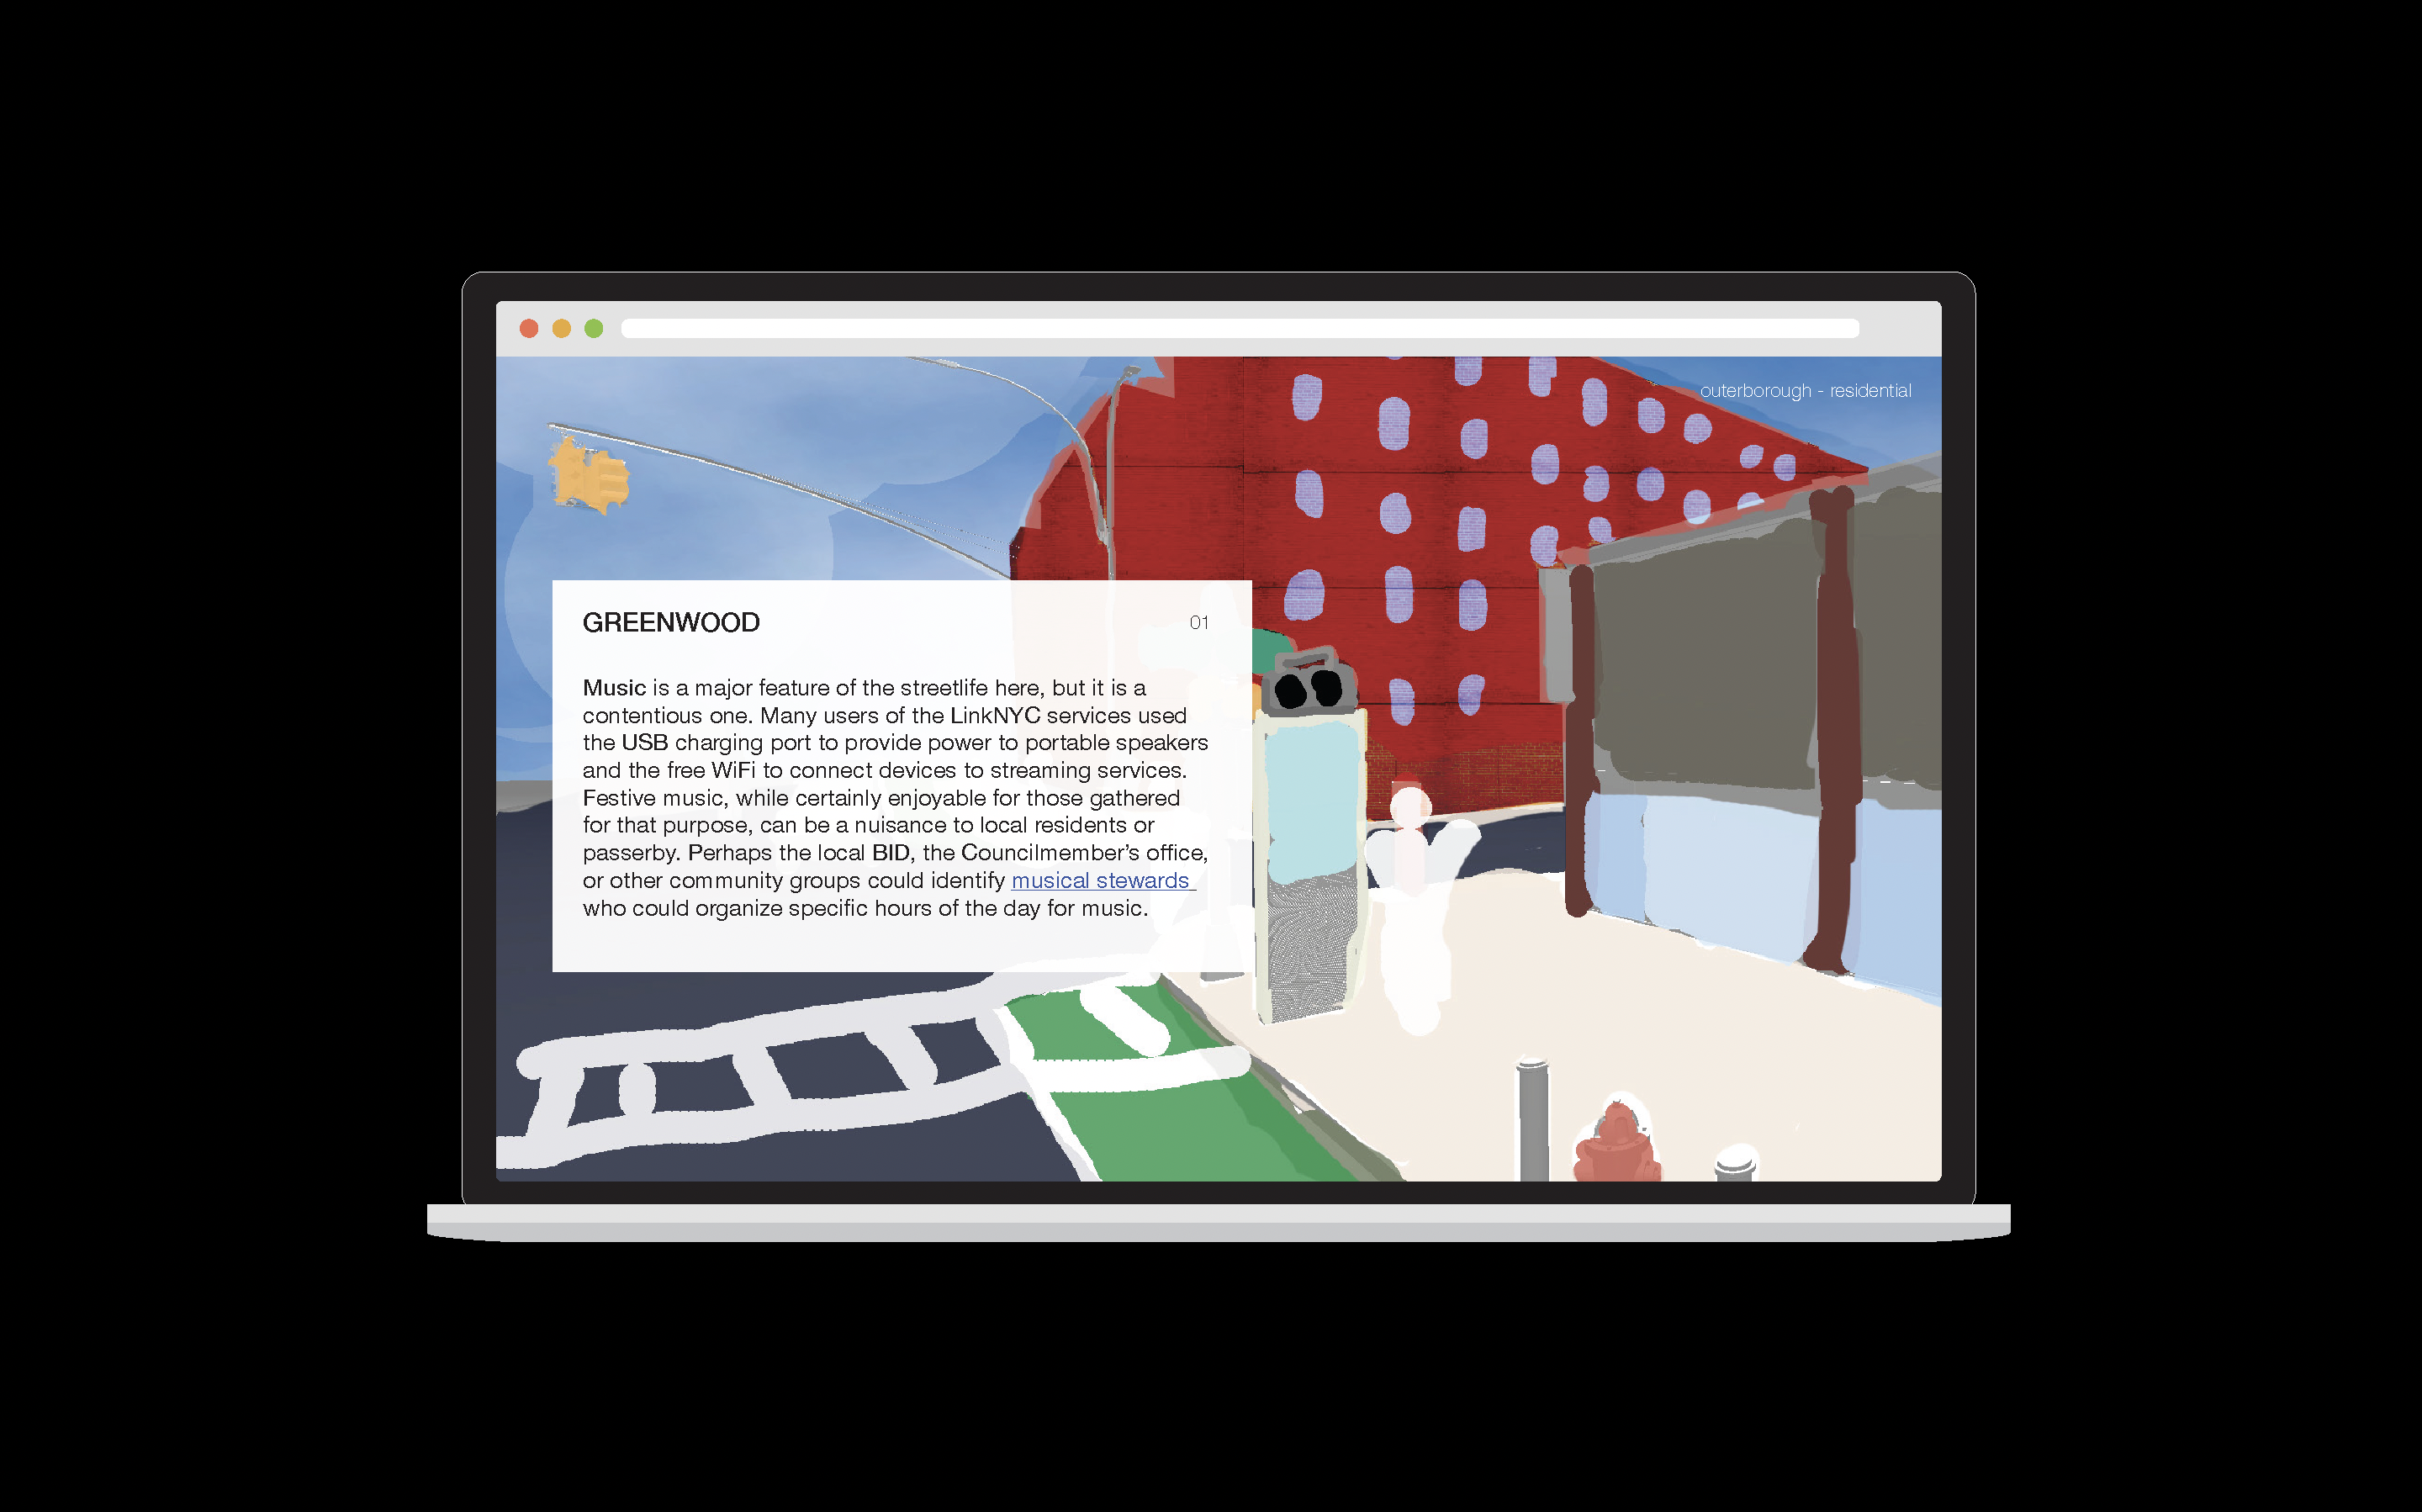 outerborough - residential
GREENWOOD
01
Music is a major feature of the streetlife here, but it is a
contentious one. Many users of the LinkNYC services used
the USB charging port to provide power to portable speakers
and the free WiFi to connect devices to streaming services.
Festive music, while certainly enjoyable for those gathered
for that purpose, can be a nuisance to local residents or
passerby. Perhaps the local BID, the Councilmember’s office,
or other community groups could identify musical stewards
who could organize specific hours of the day for music.